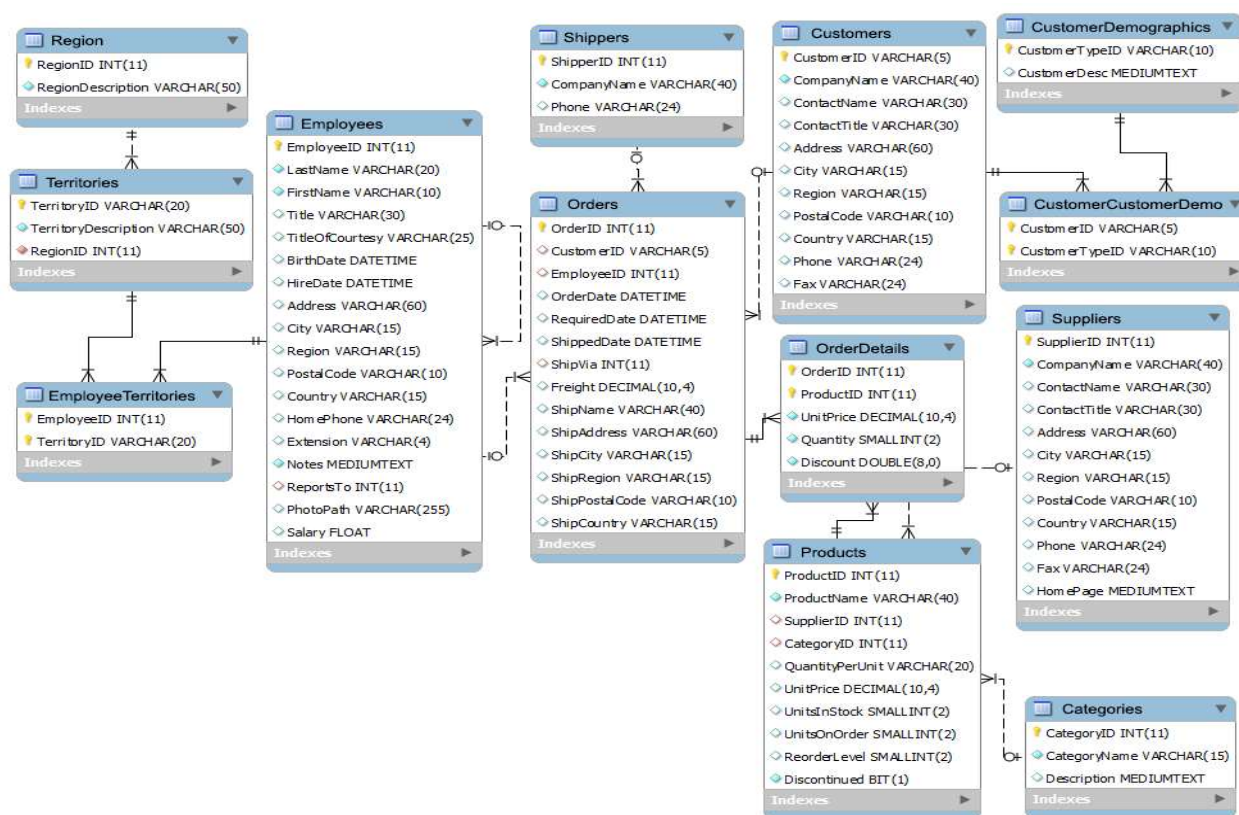 Region
RegionID INT(11)
RegionDescription VARCHAR(50)
Indexes
Territories
TerritoryID VARCHAR(20)
TerritoryDescription VARCHAR(50)
RegionID INT(11)
Indexes
EmployeeTerritories
EmployeeID INT(11)
TerritoryID VARCHAR(20)
Indexes
Employees
EmployeeID INT(11)
LastName VARCHAR(20)
FirstName VARCHAR(10)
Title VARCHAR(30)
TitleOfCourtesy VARCHAR(25)
BirthDate DATETIME
HireDate DATETIME
Address VARCHAR(60)
City VARCHAR(15)
Region VARCHAR(15)
PostalCode VARCHAR(10)
Country VARCHAR(15)
HomePhone VARCHAR(24)
Extension VARCHAR(4)
Notes MEDIUMTEXT
ReportsTo INT(11)
PhotoPath VARCHAR(255)
Salary FLOAT
Indexes
Shippers
ShipperID INT(11)
CompanyName VARCHAR(40)
Phone VARCHAR(24)
Indexes
Orders
OrderID INT(11)
CustomerID VARCHAR(5)
EmployeeID INT(11)
OrderDate DATETIME
RequiredDate DATETIME
ShippedDate DATETIME
ShipVia INT(11)
Freight DECIMAL(10,4)
ShipName VARCHAR(40)
ShipAddress VARCHAR(60)
ShipCity VARCHAR(15)
ShipRegion VARCHAR(15)
ShipPostalCode VARCHAR(10)
ShipCountry VARCHAR(15)
Indexes
Customers
CustomerID VARCHAR(5)
CompanyName VARCHAR(40)
ContactName VARCHAR(30)
ContactTitle VARCHAR(30)
Address VARCHAR(60)
City VARCHAR(15)
Region VARCHAR(15)
PostalCode VARCHAR(10)
Country VARCHAR(15)
Phone VARCHAR(24)
Fax VARCHAR(24)
Indexes
OrderDetails
OrderID INT(11)
ProductID INT(11)
UnitPrice DECIMAL(10,4)
Quantity SMALLINT(2)
Discount DOUBLE(8,0)
Indexes
Products
ProductID INT(11)
ProductName VARCHAR(40)
SupplierID INT(11)
CategoryID INT(11)
QuantityPerUnit VARCHAR(20)
UnitPrice DECIMAL(10,4)
UnitsInStock SMALLINT(2)
UnitsOnOrder SMALLINT(2)
ReorderLevel SMALLINT(2)
Discontinued BIT(1)
Indexes
CustomerDemographics
CustomerTypeID VARCHAR(10)
CustomerDesc MEDIUMTEXT
Indexes
CustomerCustomerDemo
CustomerID VARCHAR(5)
CustomerTypeID VARCHAR(10)
Indexes
Suppliers
SupplierID INT(11)
CompanyName VARCHAR(40)
ContactName VARCHAR(30)
ContactTitle VARCHAR(30)
Address VARCHAR(60)
City VARCHAR(15)
Region VARCHAR(15)
PostalCode VARCHAR(10)
Country VARCHAR(15)
Phone VARCHAR(24)
Fax VARCHAR(24)
HomePage MEDIUMTEXT
Indexes
Categories
CategoryID INT(11)
CategoryName VARCHAR(15)
Description MEDIUMTEXT
Indexes